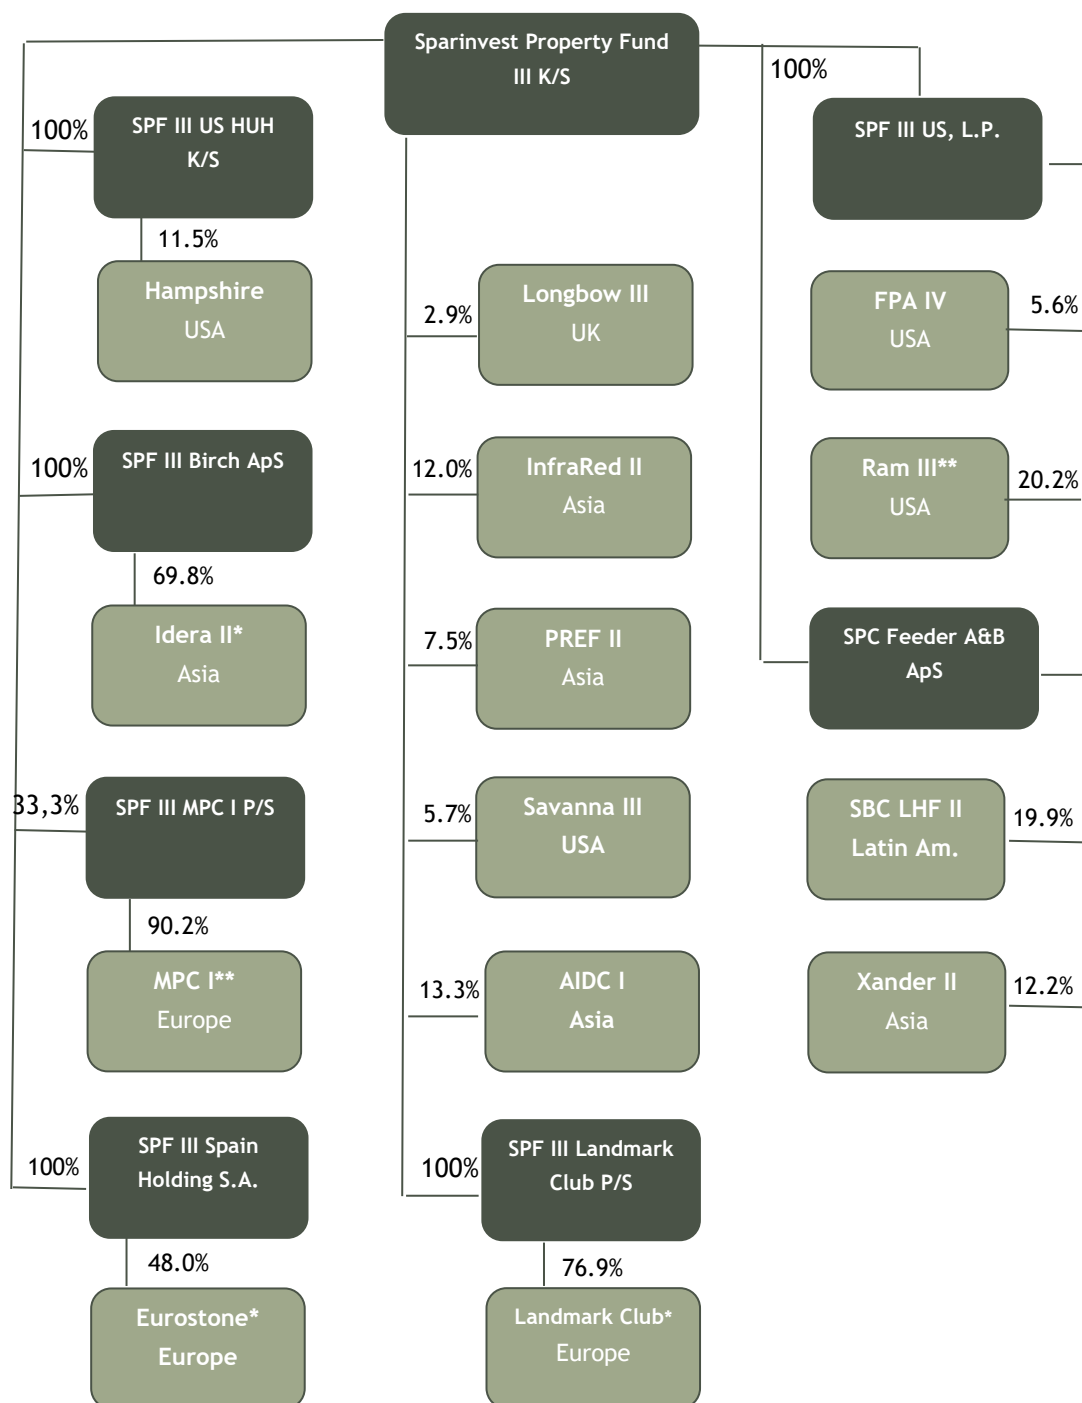 Sparinvest Property Fund
III K/S
100%
SPF III US HUH
K/S
11.5%
Hampshire
USA
100%
SPF III Birch ApS
69.8%
Idera II*
Asia
33,3%
SPF III MPC I P/S
90.2%
MPC I**
Europe
100%
SPF III Spain
Holding S.A.
48.0%
Eurostone*
Europe
2.9%
Longbow III
UK
12.0%
InfraRed II
Asia
7.5%
PREF II
Asia
5.7%
Savanna III
USA
13.3%
AIDC I
Asia
100%
SPF III Landmark
Club P/S
76.9%
Landmark Club*
Europe
100%
SPF III US, L.P.
FPA IV
USA
5.6%
Ram III**
USA
20.2%
SPC Feeder A&B
ApS
SBC LHF II
Latin Am.
19.9%
Xander II
Asia
12.2%